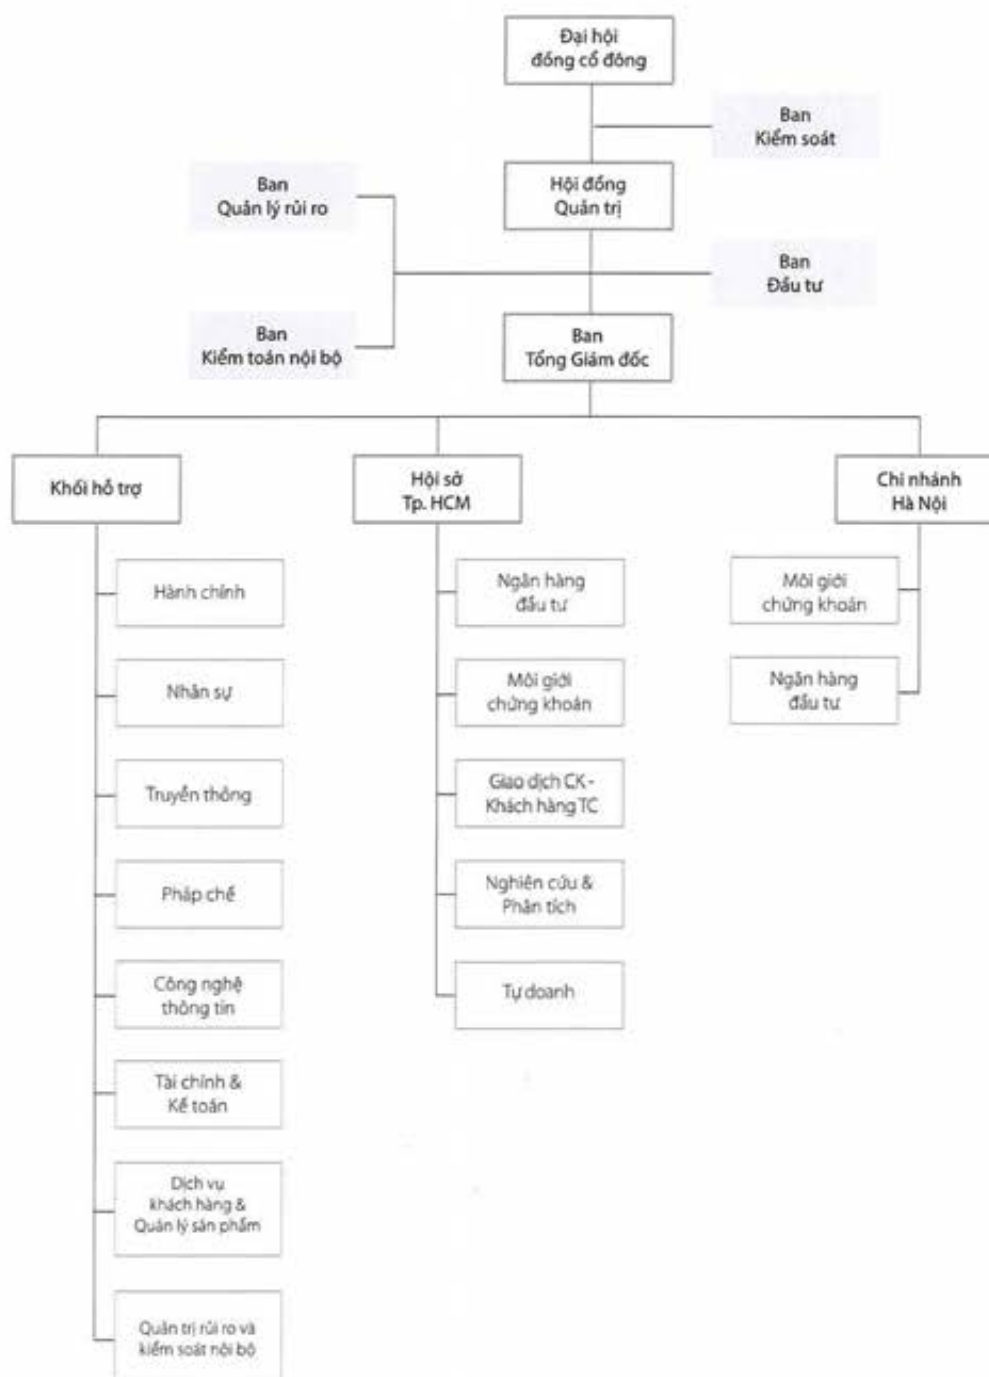 Đại hội
đồng cổ đông
Ban
Kiểm soát
Hội đồng
Quản trị
Ban
Quản lý rủi ro
Ban
Đầu tư
Ban
Kiểm toán nội bộ
Ban
Tổng Giám đốc
Khối hỗ trợ
Hành chính
Nhân sự
Truyền thông
Pháp chế
Công nghệ
thông tin
Tài chính &
Kế toán
Dịch vụ
khách hàng &
Quản lý sản phẩm
Quản trị rủi ro và
kiểm soát nội bộ
Hội sở
Tp. HCM
Ngân hàng
đầu tư
Môi giới
chứng khoán
Giao dịch CK -
Khách hàng TC
Nghiên cứu &
Phân tích
Tự doanh
Chi nhánh
Hà Nội
Môi giới
chứng khoán
Ngân hàng
đầu tư